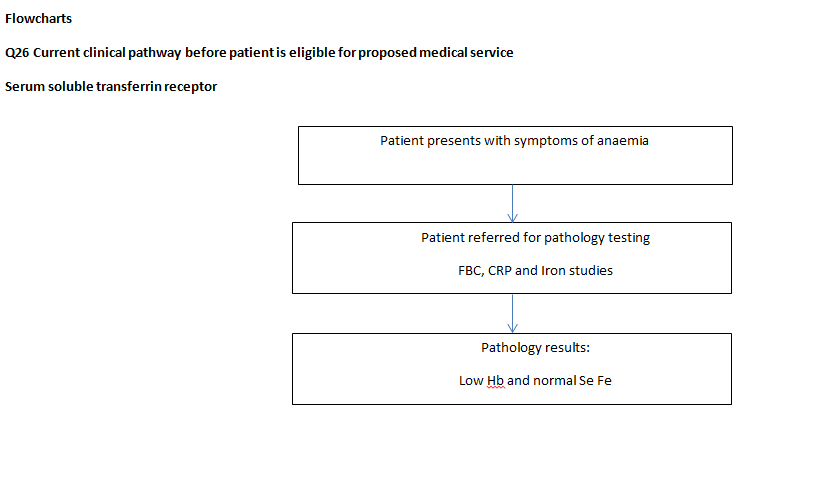 Flowcharts
Q26 Current clinical pathway before patient is eligible for proposed medical service
Serum soluble transferrin receptor
Patient presents with symptoms of anaemia
Patient referred for pathology testing
FBC, CRP and Iron studies
Pathology results:
Low Hb and normal Se Fe